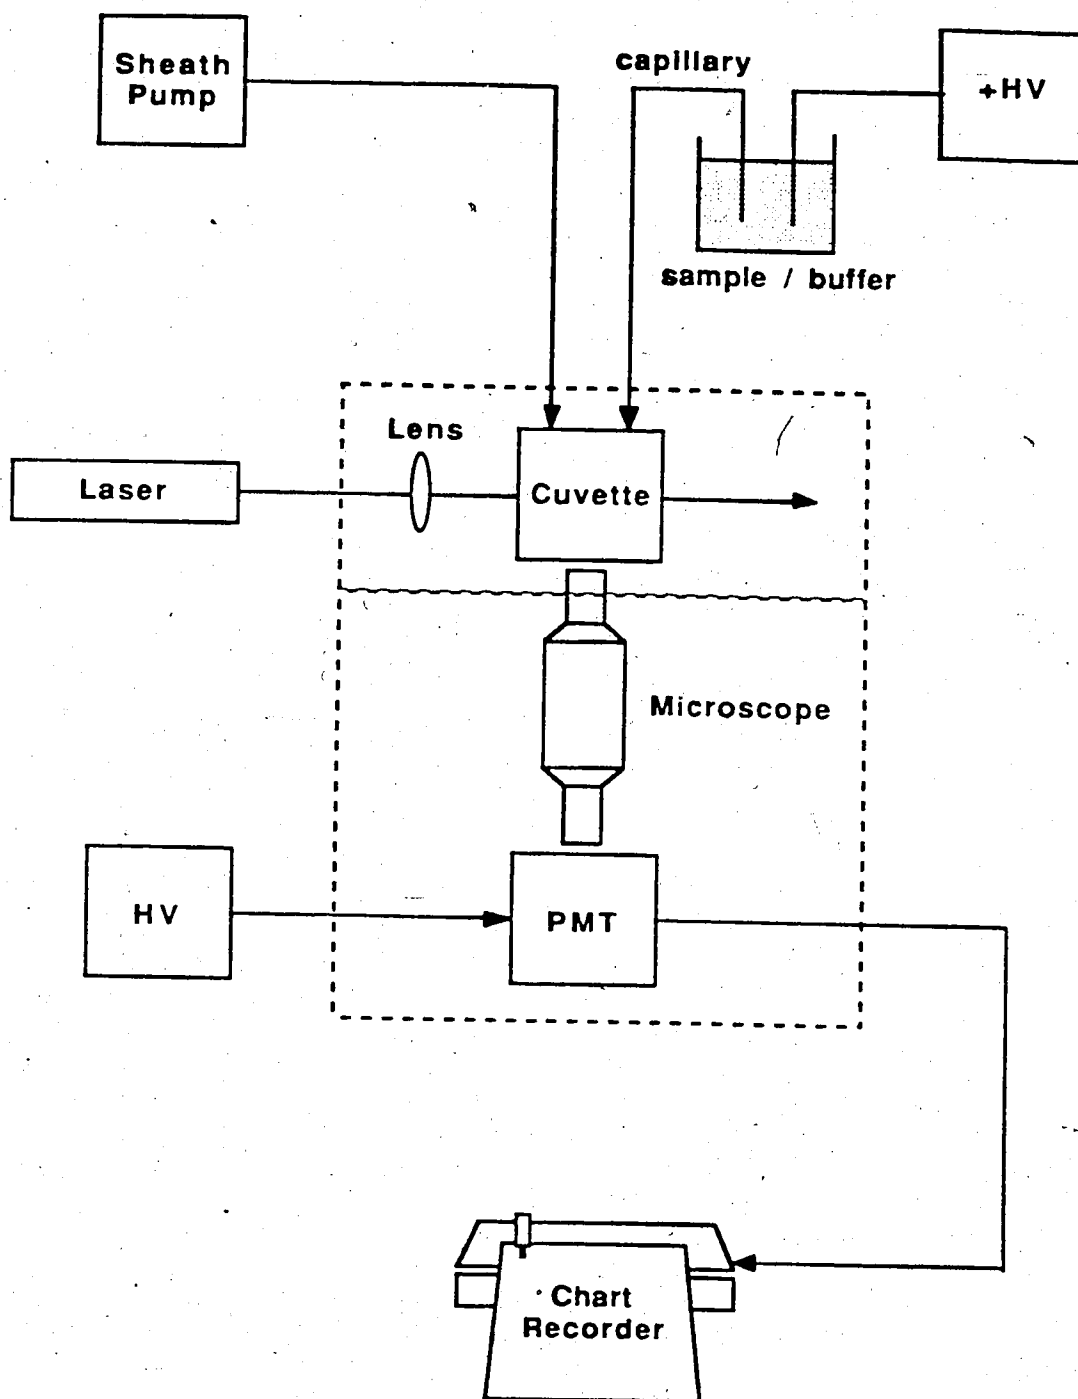 Sheath
Pump
capillary
+HV
sample / buffer
Lens
Laser
Cuvette
Microscope
HV
PMT
Chart
Recorder